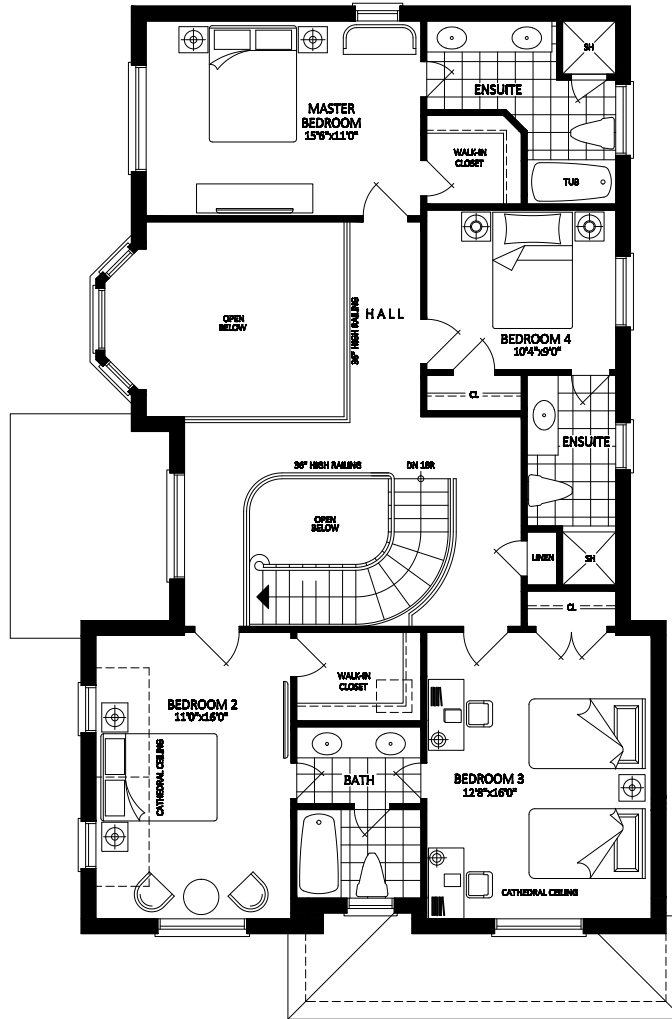 SH
ENSUITE
MASTER
BEDROOM
15'6"x11'0"
WALK-IN
CLOSET
TUB
OPEN
BELOW
36" HIGH RAILING
HALL
BEDROOM 4
10'4"x9'0"
CL
ENSUITE
36" HIGH RAILING
DN 18R
OPEN
BELOW
LINEN
SH
CL
WALK-IN
CLOSET
BEDROOM 2
11'0"x16'0"
CATHEDRAL CEILING
BATH
BEDROOM 3
12'8"x16'0"
CATHEDRAL CEILING